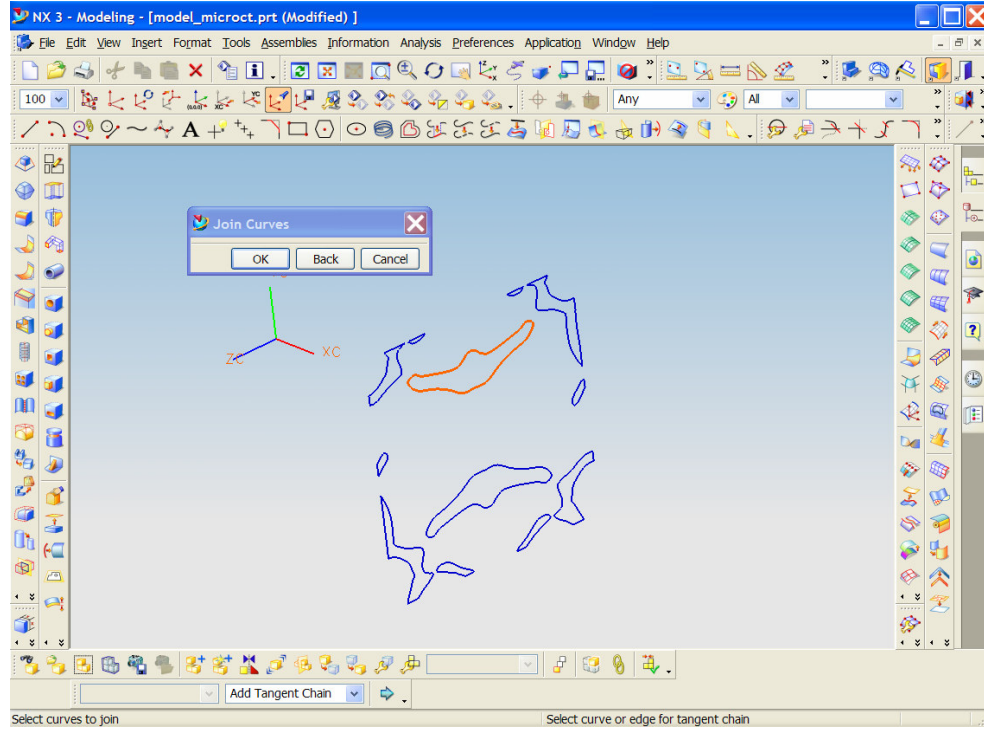 NX 3 - Modeling - [model_microct.prt (Modified) ]
File Edit View Insert Format Tools Assemblies Information Analysis Preferences Application Window Help
100 Any All
Join Curves
OK Back Cancel
XC
Add Tangent Chain
Select curves to join Select curve or edge for tangent chain